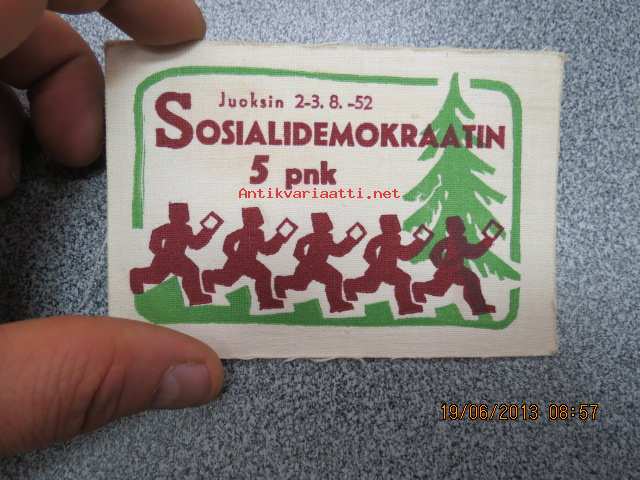 Juoksin 2-3. 8. -52
SOSIALIDEMOKRAATIN
5 pnk
Antikvariaatti.net
19/06/2013 08:57